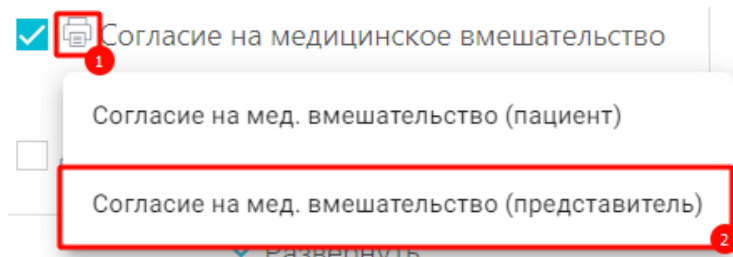 Согласие на медицинское вмешательство
1
Согласие на мед. вмешательство (пациент)
Согласие на мед. вмешательство (представитель)
2
Развернуть